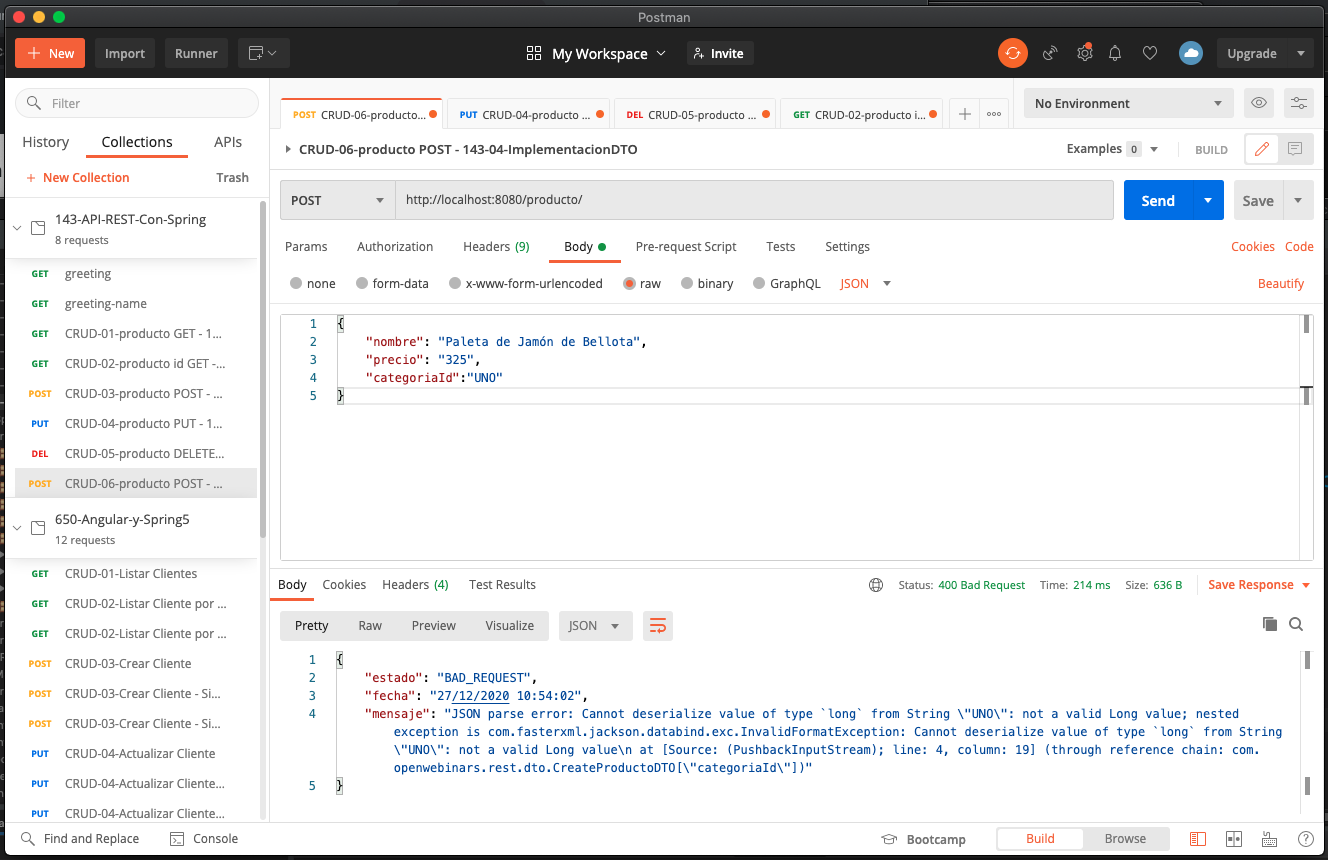 Postman
New
Import
Runner
My Workspace
Invite
Upgrade
Filter
History
Collections
APIs
+ New Collection
Trash
143-API-REST-Con-Spring
8 requests
GET greeting
GET greeting-name
GET CRUD-01-producto GET - 1...
GET CRUD-02-producto id GET -...
POST CRUD-03-producto POST - ...
PUT CRUD-04-producto PUT - 1...
DEL CRUD-05-producto DELETE...
POST CRUD-06-producto POST - ...
650-Angular-y-Spring5
12 requests
GET CRUD-01-Listar Clientes
GET CRUD-02-Listar Cliente por ...
GET CRUD-02-Listar Cliente por ...
POST CRUD-03-Crear Cliente
POST CRUD-03-Crear Cliente - Si...
POST CRUD-03-Crear Cliente - Si...
PUT CRUD-04-Actualizar Cliente
PUT CRUD-04-Actualizar Cliente...
PUT CRUD-04-Actualizar Cliente...
POST CRUD-06-producto...
PUT CRUD-04-producto ...
DEL CRUD-05-producto ...
GET CRUD-02-producto i...
No Environment
CRUD-06-producto POST - 143-04-ImplementacionDTO
Examples 0
BUILD
POST
http://localhost:8080/producto/
Send
Save
Params
Authorization
Headers (9)
Body
Pre-request Script
Tests
Settings
Cookies
Code
none
form-data
x-www-form-urlencoded
raw
binary
GraphQL
JSON
Beautify
1 {
2 "nombre": "Paleta de Jamón de Bellota",
3 "precio": "325",
4 "categoriaId":"UNO"
5 }
Body
Cookies
Headers (4)
Test Results
Status: 400 Bad Request
Time: 214 ms
Size: 636 B
Save Response
Pretty
Raw
Preview
Visualize
JSON
1 {
2 "estado": "BAD_REQUEST",
3 "fecha": "27/12/2020 10:54:02",
4 "mensaje": "JSON parse error: Cannot deserialize value of type `long` from String \"UNO\": not a valid Long value; nested
exception is com.fasterxml.jackson.databind.exc.InvalidFormatException: Cannot deserialize value of type `long` from String
\"UNO\": not a valid Long value\n at [Source: (PushbackInputStream); line: 4, column: 19] (through reference chain: com.
openwebinars.rest.dto.CreateProductoDTO[\"categoriaId\"])"
5 }
Find and Replace
Console
Bootcamp
Build
Browse